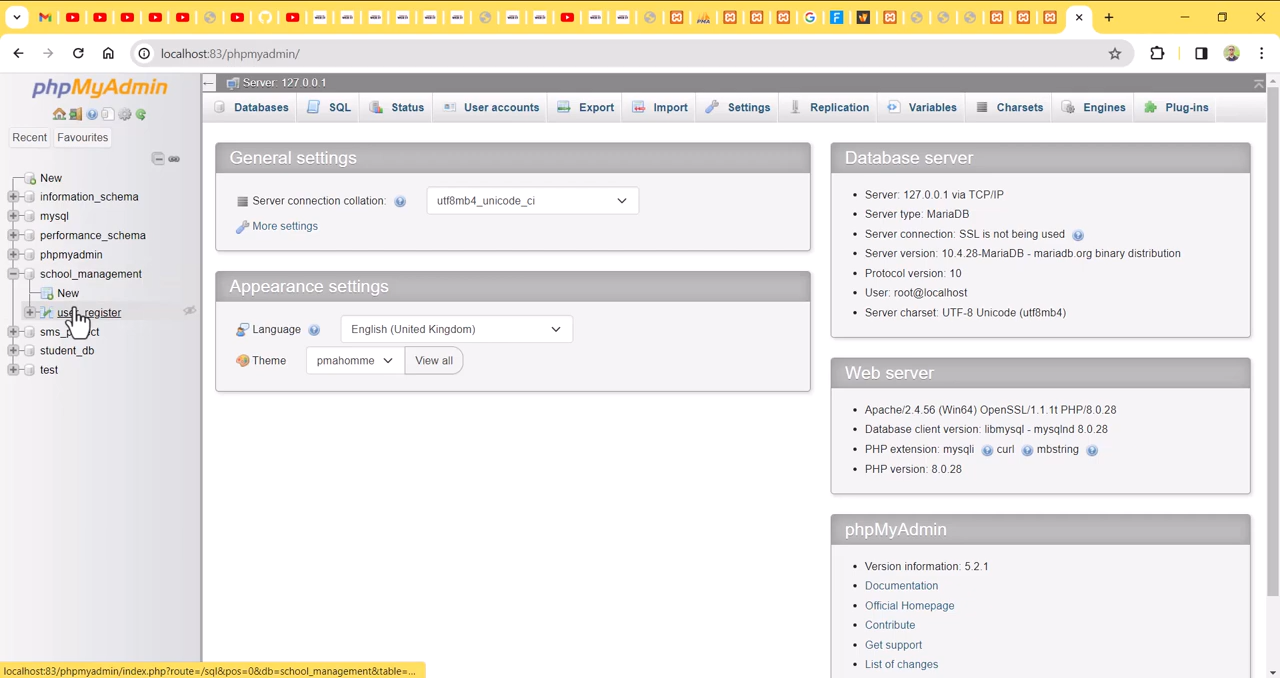 localhost:83/phpmyadmin/
phpMyAdmin
Recent
Favourites
New
information_schema
mysql
performance_schema
phpmyadmin
school_management
New
user_register
student_db
test
Server: 127.0.0.1
Databases
SQL
Status
User accounts
Export
Import
Settings
Replication
Variables
Charsets
Engines
Plug-ins
General settings
Server connection collation:
utf8mb4_unicode_ci
More settings
Appearance settings
Language
English (United Kingdom)
Theme
pmahomme
View all
Database server
Server: 127.0.0.1 via TCP/IP
Server type: MariaDB
Server connection: SSL is not being used
Server version: 10.4.28-MariaDB - mariadb.org binary distribution
Protocol version: 10
User: root@localhost
Server charset: UTF-8 Unicode (utf8mb4)
Web server
Apache/2.4.56 (Win64) OpenSSL/1.1.1t PHP/8.0.28
Database client version: libmysql - mysqlnd 8.0.28
PHP extension: mysqli curl mbstring
PHP version: 8.0.28
phpMyAdmin
Version information: 5.2.1
Documentation
Official Homepage
Contribute
Get support
List of changes
localhost:83/phpmyadmin/index.php?route=/sql&pos=0&db=school_management&table=...